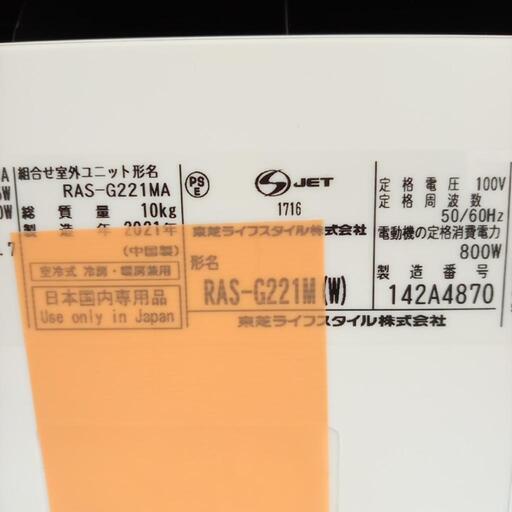 組合せ室外ユニット形名
RAS-G221MA
総質量 10kg
製造年 2021年
(中国製)
空冷式 冷房・暖房兼用
日本国内専用品
Use only in Japan
PS
E
S JET
1716
東芝ライフスタイル株式会社
形名
RAS-G221M(W)
東芝ライフスタイル株式会社
定格電圧 100V
定格周波数
50/60Hz
電動機の定格消費電力
800W
製造番号
142A4870
A
W
0W
.7